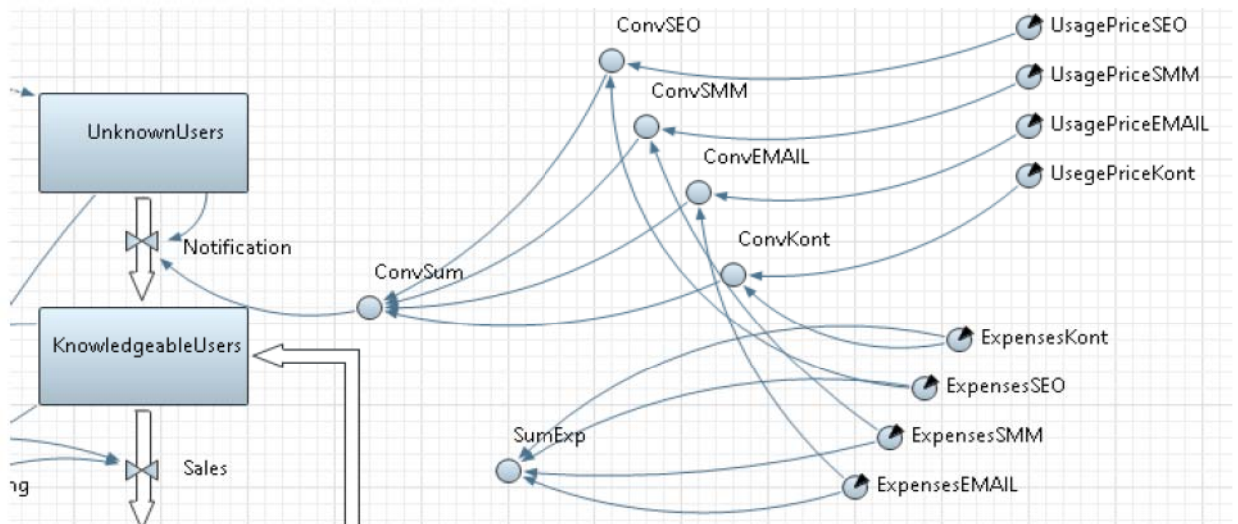 ConvSEO
UsagePriceSEO
UsagePriceSMM
ConvSMM
UnknownUsers
UsagePriceEMAIL
ConvEMAIL
UsegePriceKont
Notification
ConvKont
ConvSum
KnowledgeableUsers
ExpensesKont
ExpensesSEO
SumExp
ExpensesSMM
Sales
ExpensesEMAIL
ng